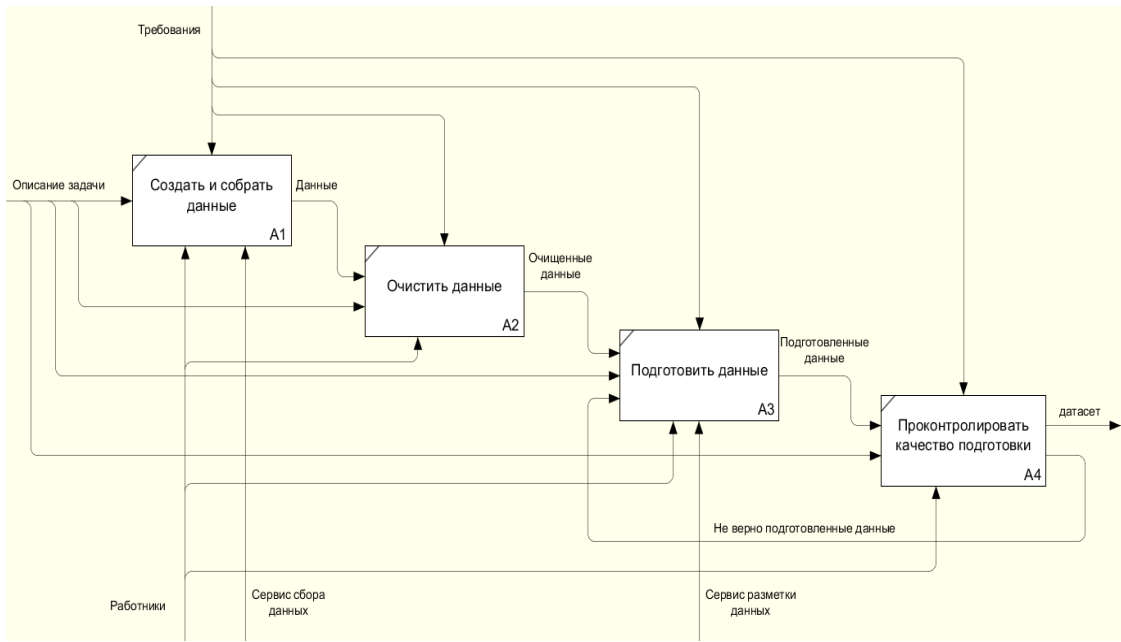 Требования
Описание задачи
Создать и собрать
данные
A1
Данные
Очистить данные
A2
Очищенные
данные
Подготовить данные
A3
Подготовленные
данные
Проконтролировать
качество подготовки
A4
датасет
Не верно подготовленные данные
Работники
Сервис сбора
данных
Сервис разметки
данных